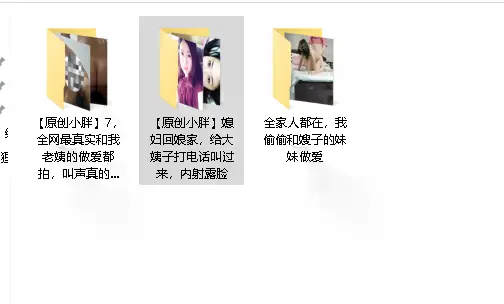 【原创小胖】7，
全网最真实和我
老姨的做爱都
拍，叫声真的...
【原创小胖】媳
妇回娘家，给大
姨子打电话叫过
来，内射露脸
全家人都在，我
偷偷和嫂子的妹
妹做爱